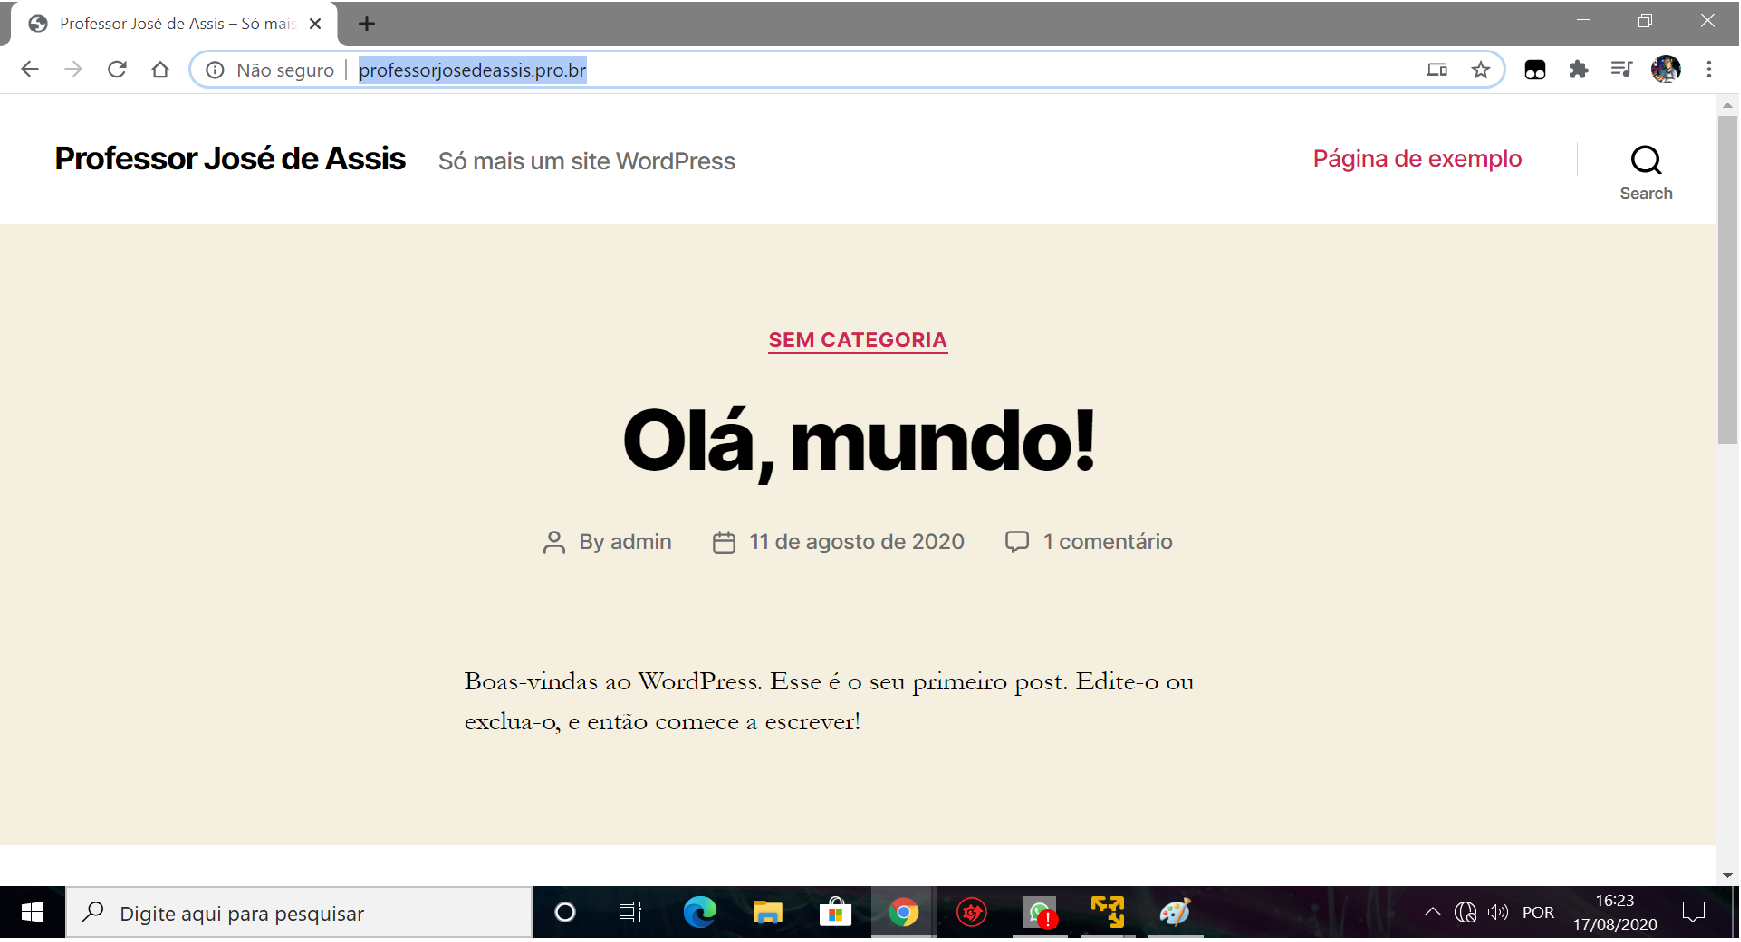 Professor José de Assis – Só mais
Não seguro
professorjosedeassis.pro.br
Professor José de Assis
Só mais um site WordPress
Página de exemplo
Search
SEM CATEGORIA
Olá, mundo!
By admin
11 de agosto de 2020
1 comentário
Boas-vindas ao WordPress. Esse é o seu primeiro post. Edite-o ou
exclua-o, e então comece a escrever!
Digite aqui para pesquisar
POR
16:23
17/08/2020